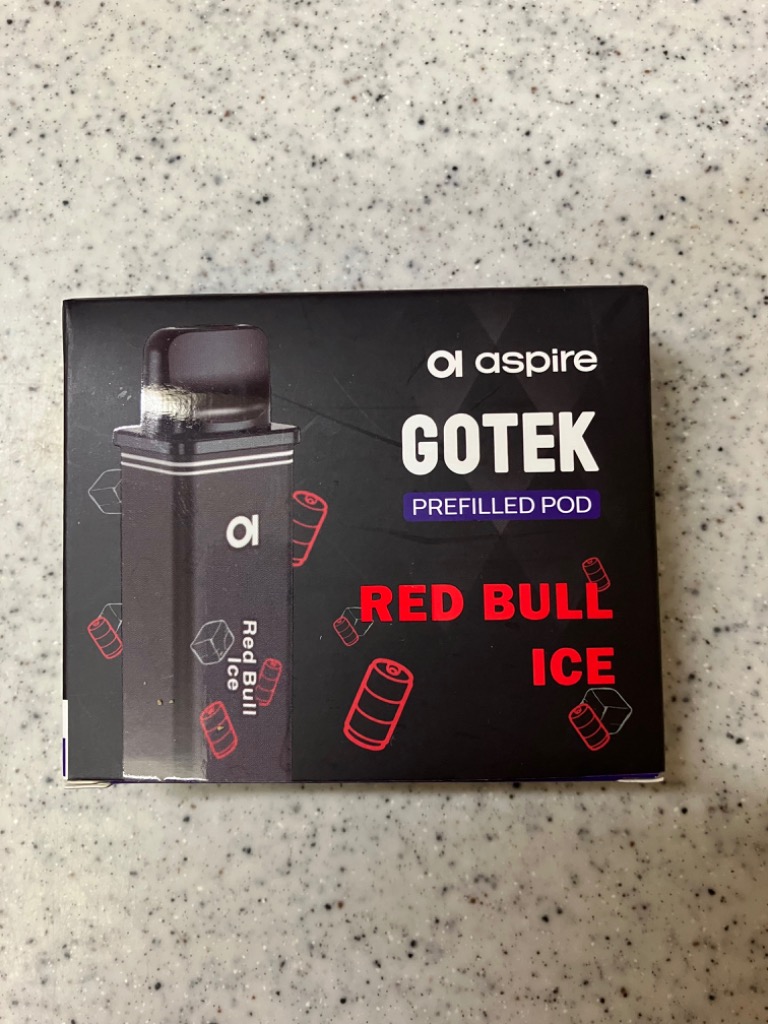 aspire
GOTEK
PREFILLED POD
RED BULL
ICE
Red Bull
Ice